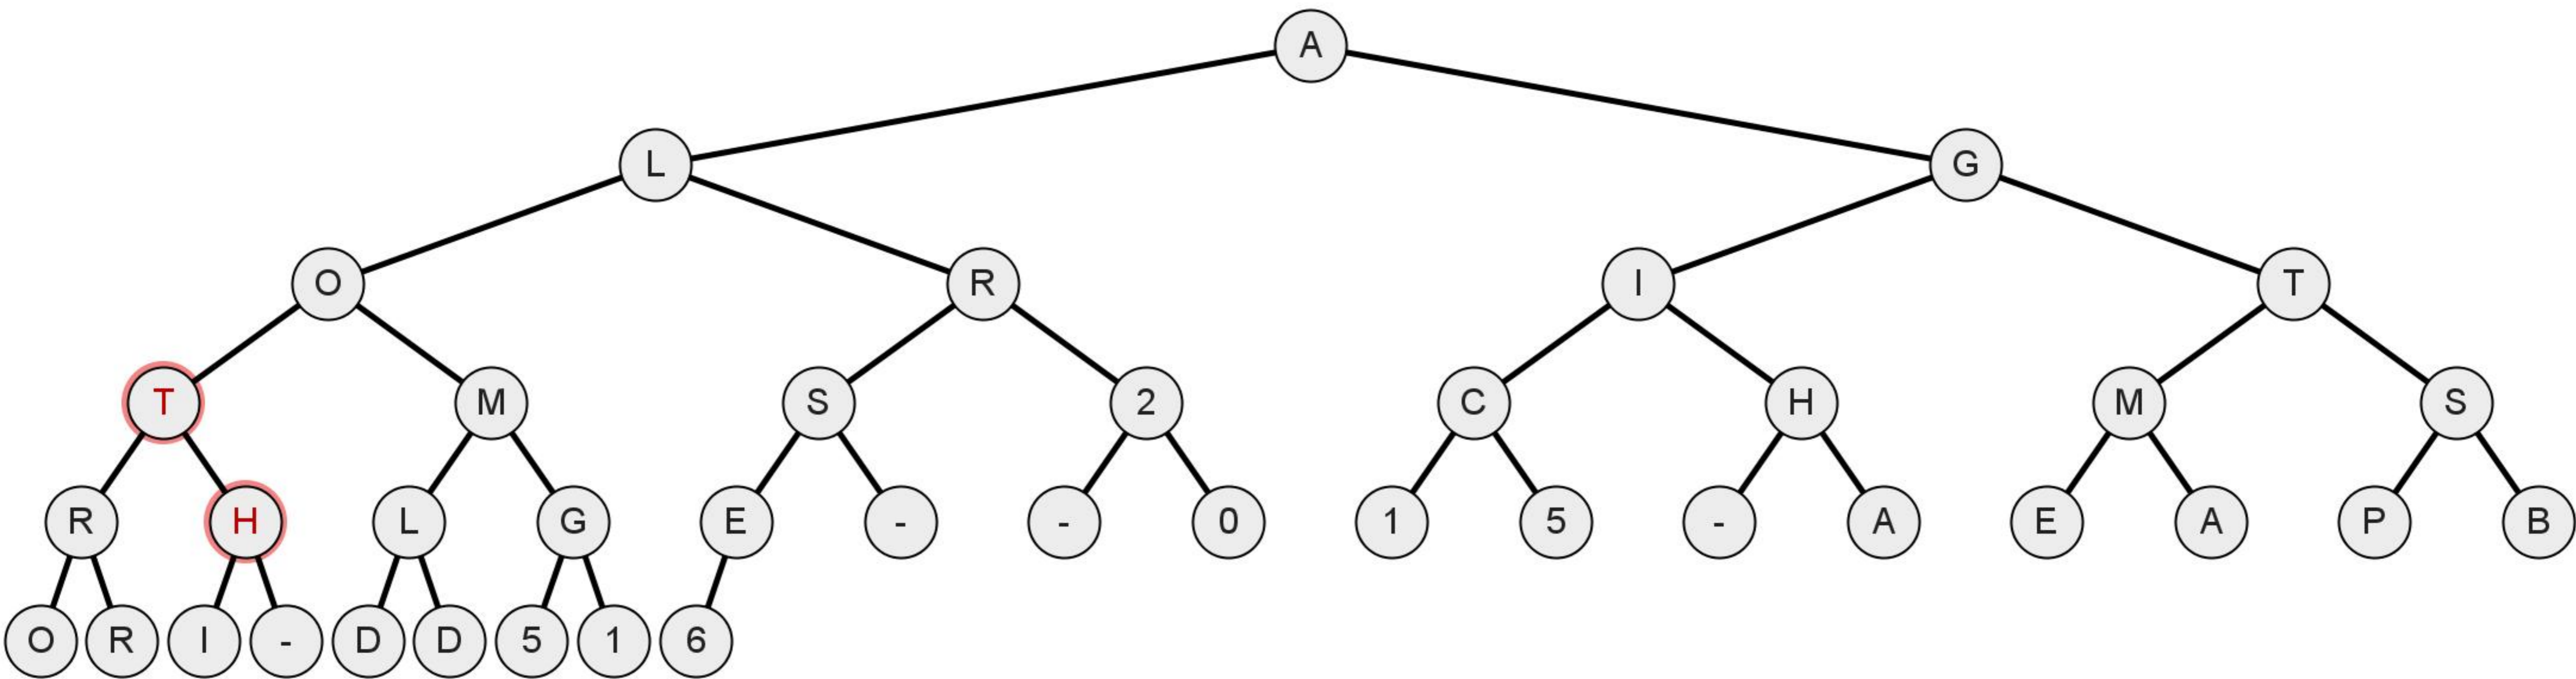 A
L G
O R I T
T M S 2 C H M S
R H L G E - - 0 1 5 - A E A P B
O R I - D D 5 1 6